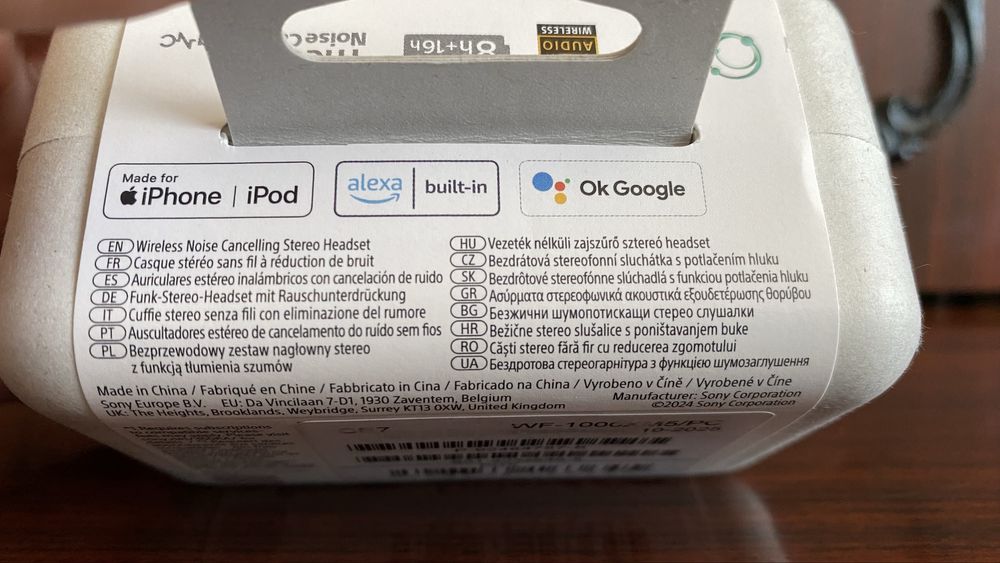 Noise C
8h+16h
AUDIO
WIRELESS
Made for
iPhone | iPod
alexa built-in
Ok Google
EN Wireless Noise Cancelling Stereo Headset
FR Casque stéréo sans fil à réduction de bruit
ES Auriculares estéreo inalámbricos con cancelación de ruido
DE Funk-Stereo-Headset mit Rauschunterdrückung
IT Cuffie stereo senza fili con eliminazione del rumore
PT Auscultadores estéreo de cancelamento do ruído sem fios
PL Bezprzewodowy zestaw nagłowny stereo
z funkcją tłumienia szumów
HU Vezeték nélküli zajszűrő sztereó headset
CZ Bezdrátová stereofonní sluchátka s potlačením hluku
SK Bezdrôtové stereofónne slúchadlá s funkciou potlačenia hluku
GR Ασύρματα στερεοφωνικά ακουστικά εξουδετέρωσης θορύβου
BG Безжични шумопотискащи стерео слушалки
HR Bežične stereo slušalice s poništavanjem buke
RO Căști stereo fără fir cu reducerea zgomotului
UA Бездротова стереогарнітура з функцією шумозаглушення
Made in China / Fabriqué en Chine / Fabbricato in Cina / Fabricado na China / Vyrobeno v Číně / Vyrobené v Číne
Sony Europe B.V. EU: Da Vincilaan 7-D1, 1930 Zaventem, Belgium
UK: The Heights, Brooklands, Weybridge, Surrey KT13 0XW, United Kingdom
Manufacturer: Sony Corporation
©2024 Sony Corporation
*1 Requires subscription